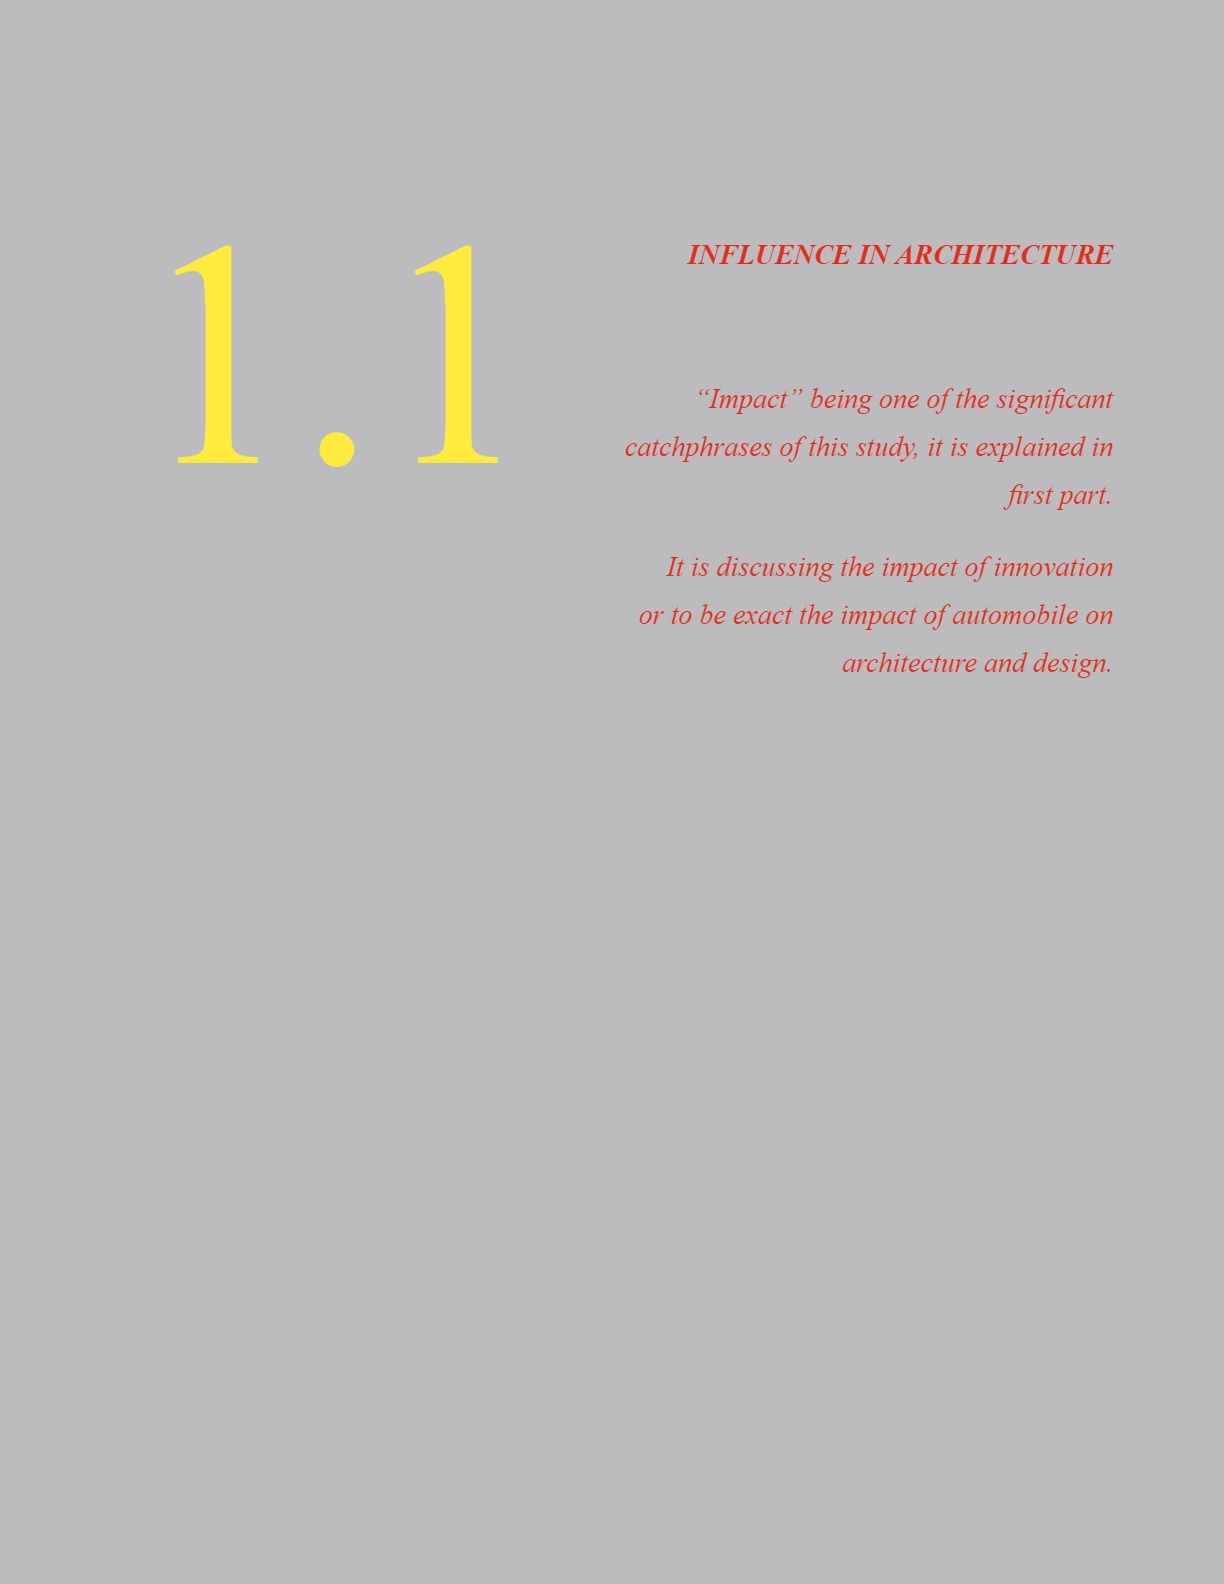 1.1
INFLUENCE IN ARCHITECTURE
“Impact” being one of the significant
catchphrases of this study, it is explained in
first part.
It is discussing the impact of innovation
or to be exact the impact of automobile on
architecture and design.